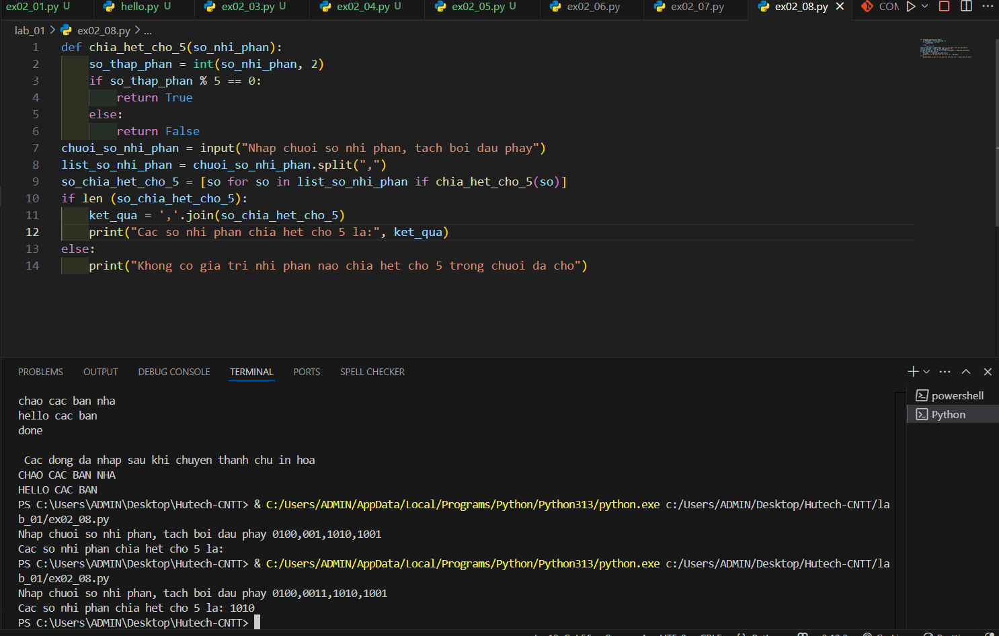 ex02_01.py U hello.py U ex02_03.py U ex02_04.py U ex02_05.py U ex02_06.py ex02_07.py ex02_08.py
lab_01 > ex02_08.py > ...
1 def chia_het_cho_5(so_nhi_phan):
2 so_thap_phan = int(so_nhi_phan, 2)
3 if so_thap_phan % 5 == 0:
4 return True
5 else:
6 return False
7 chuoi_so_nhi_phan = input("Nhap chuoi so nhi phan, tach boi dau phay")
8 list_so_nhi_phan = chuoi_so_nhi_phan.split(",")
9 so_chia_het_cho_5 = [so for so in list_so_nhi_phan if chia_het_cho_5(so)]
10 if len (so_chia_het_cho_5):
11 ket_qua = ','.join(so_chia_het_cho_5)
12 print("Cac so nhi phan chia het cho 5 la:", ket_qua)
13 else:
14 print("Khong co gia tri nhi phan nao chia het cho 5 trong chuoi da cho")
PROBLEMS OUTPUT DEBUG CONSOLE TERMINAL PORTS SPELL CHECKER
powershell
Python
chao cac ban nha
hello cac ban
done
Cac dong da nhap sau khi chuyen thanh chu in hoa
CHAO CAC BAN NHA
HELLO CAC BAN
PS C:\Users\ADMIN\Desktop\Hutech-CNTT> & C:/Users/ADMIN/AppData/Local/Programs/Python/Python313/python.exe c:/Users/ADMIN/Desktop/Hutech-CNTT/la
b_01/ex02_08.py
Nhap chuoi so nhi phan, tach boi dau phay 0100,001,1010,1001
Cac so nhi phan chia het cho 5 la:
PS C:\Users\ADMIN\Desktop\Hutech-CNTT> & C:/Users/ADMIN/AppData/Local/Programs/Python/Python313/python.exe c:/Users/ADMIN/Desktop/Hutech-CNTT/la
b_01/ex02_08.py
Nhap chuoi so nhi phan, tach boi dau phay 0100,0011,1010,1001
Cac so nhi phan chia het cho 5 la: 1010
PS C:\Users\ADMIN\Desktop\Hutech-CNTT>